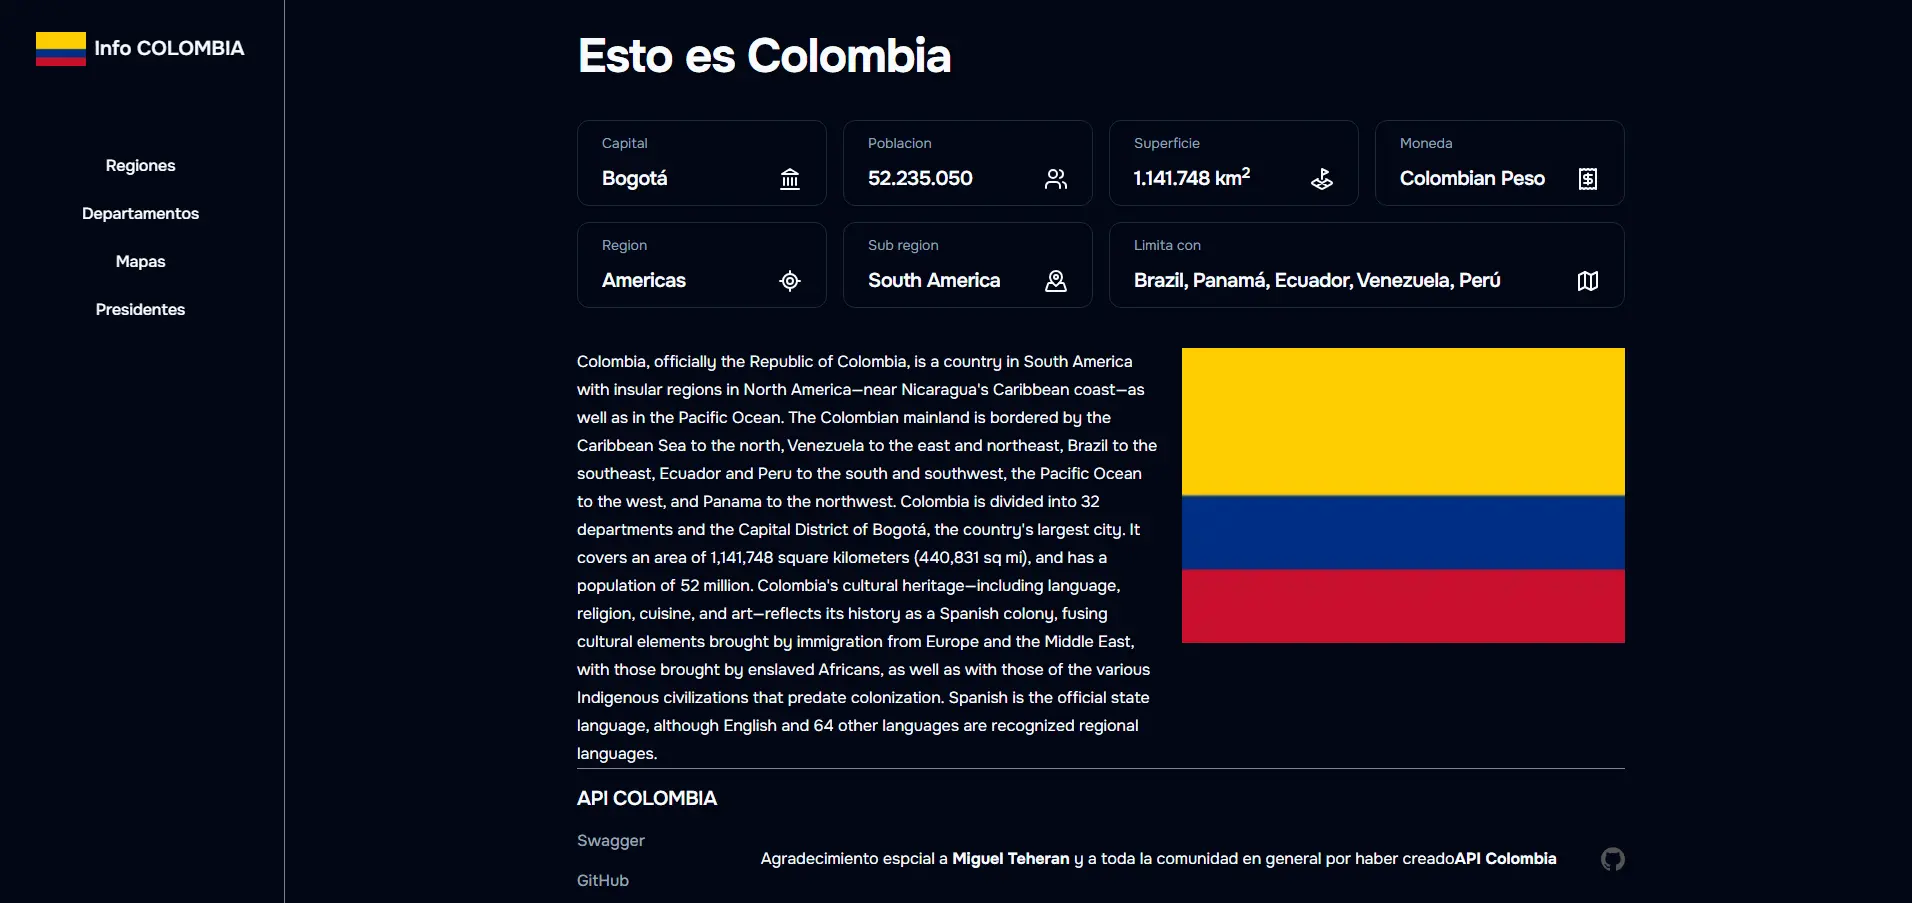 Info COLOMBIA
Regiones
Departamentos
Mapas
Presidentes
Esto es Colombia
Capital
Bogotá
Poblacion
52.235.050
Superficie
1.141.748 km²
Moneda
Colombian Peso
Region
Americas
Sub region
South America
Limita con
Brazil, Panamá, Ecuador, Venezuela, Perú
Colombia, officially the Republic of Colombia, is a country in South America
with insular regions in North America—near Nicaragua's Caribbean coast—as
well as in the Pacific Ocean. The Colombian mainland is bordered by the
Caribbean Sea to the north, Venezuela to the east and northeast, Brazil to the
southeast, Ecuador and Peru to the south and southwest, the Pacific Ocean
to the west, and Panama to the northwest. Colombia is divided into 32
departments and the Capital District of Bogotá, the country's largest city. It
covers an area of 1,141,748 square kilometers (440,831 sq mi), and has a
population of 52 million. Colombia's cultural heritage—including language,
religion, cuisine, and art—reflects its history as a Spanish colony, fusing
cultural elements brought by immigration from Europe and the Middle East,
with those brought by enslaved Africans, as well as with those of the various
Indigenous civilizations that predate colonization. Spanish is the official state
language, although English and 64 other languages are recognized regional
languages.
API COLOMBIA
Swagger
GitHub
Agradecimiento espcial a Miguel Teheran y a toda la comunidad en general por haber creadoAPI Colombia